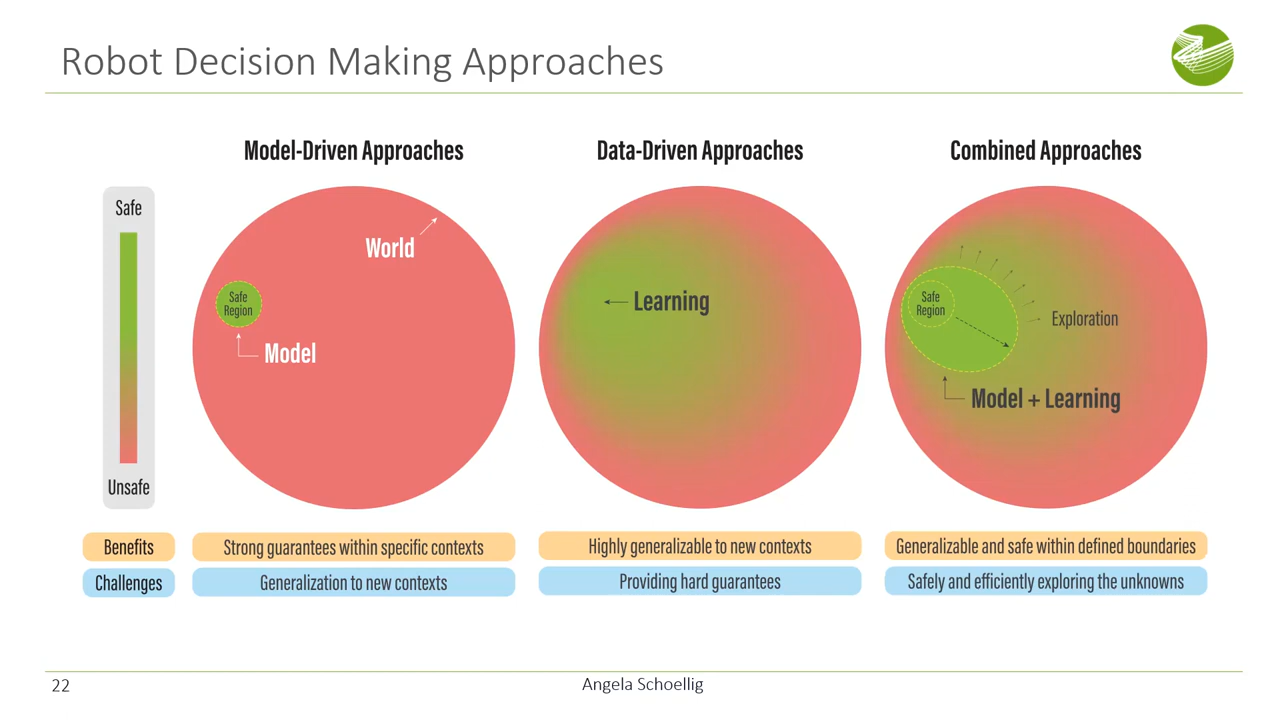 Robot Decision Making Approaches
Model-Driven Approaches
Data-Driven Approaches
Combined Approaches
Safe
Unsafe
World
Safe
Region
Model
Learning
Safe
Region
Exploration
Model + Learning
Benefits
Strong guarantees within specific contexts
Highly generalizable to new contexts
Generalizable and safe within defined boundaries
Challenges
Generalization to new contexts
Providing hard guarantees
Safely and efficiently exploring the unknowns
22
Angela Schoellig